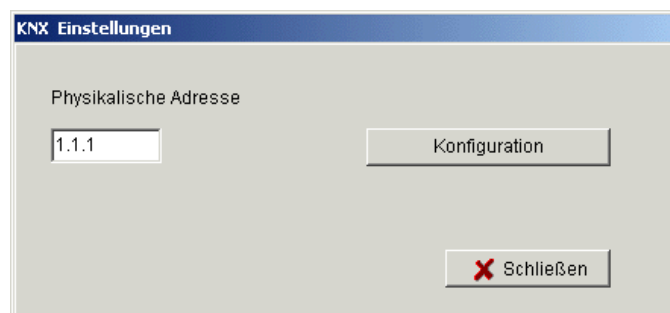 KNX Einstellungen
Physikalische Adresse
1.1.1
Konfiguration
Schließen